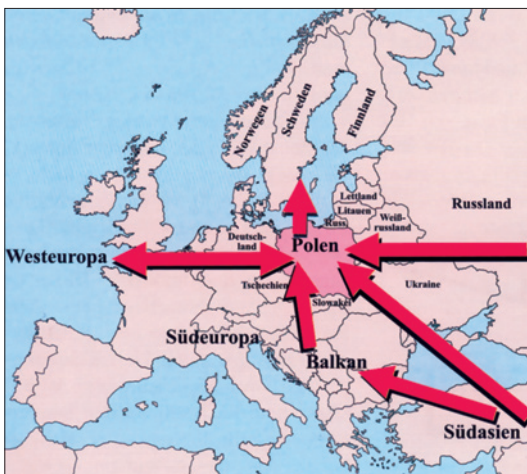 Norwegen
Schweden
Finnland
Lettland
Litauen
Russ.
Weiß-
russland
Russland
Deutsch-
land
Polen
Westeuropa
Tschechien
Slowakei
Ukraine
Südeuropa
Balkan
Südasien